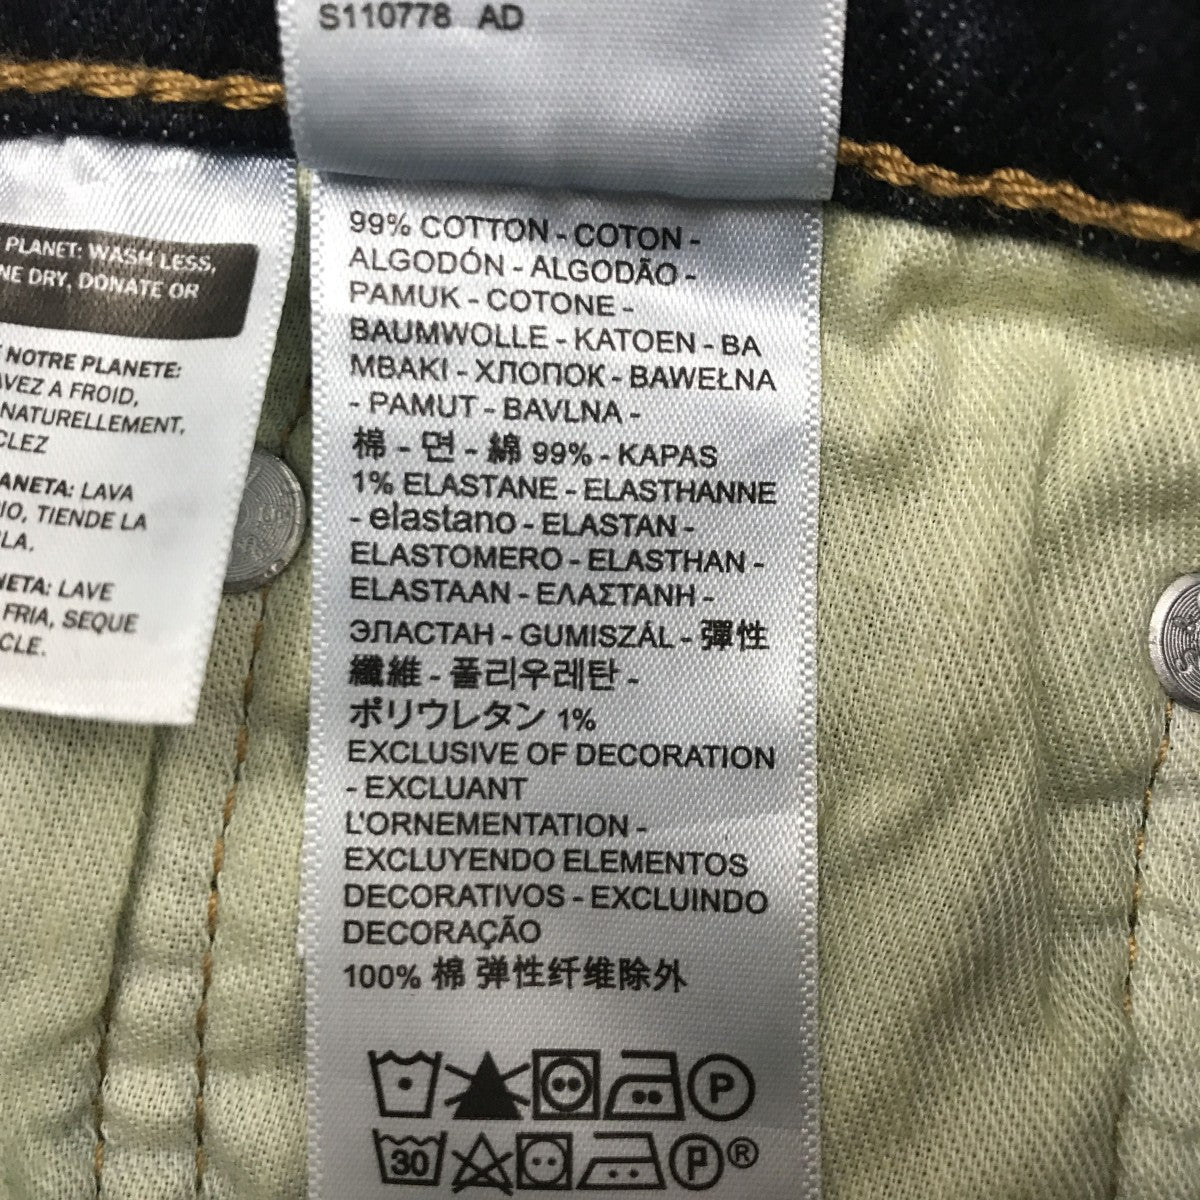 S110778 AD
PLANET: WASH LESS,
NE DRY, DONATE OR
NOTRE PLANETE:
AVEZ A FROID,
NATURELLEMENT,
CLEZ
ANETA: LAVA
IO, TIENDE LA
LA.
NETA: LAVE
FRIA, SEQUE
CLE.
99% COTTON - COTON -
ALGODÓN - ALGODÃO -
PAMUK - COTONE -
BAUMWOLLE - KATOEN - BA
MBAKI - ХЛОПОК - BAWEŁNA
- PAMUT - BAVLNA -
棉 - 면 - 綿 99% - KAPAS
1% ELASTANE - ELASTHANNE
- elastano - ELASTAN -
ELASTOMERO - ELASTHAN -
ELASTAAN - ΕΛΑΣΤΑΝΗ -
ЭЛАСТАН - GUMISZÁL - 彈性
纖維 - 폴리우레탄 -
ポリウレタン 1%
EXCLUSIVE OF DECORATION
- EXCLUANT
L'ORNEMENTATION -
EXCLUYENDO ELEMENTOS
DECORATIVOS - EXCLUINDO
DECORAÇÃO
100% 棉 弹性纤维除外
P
30 P ®